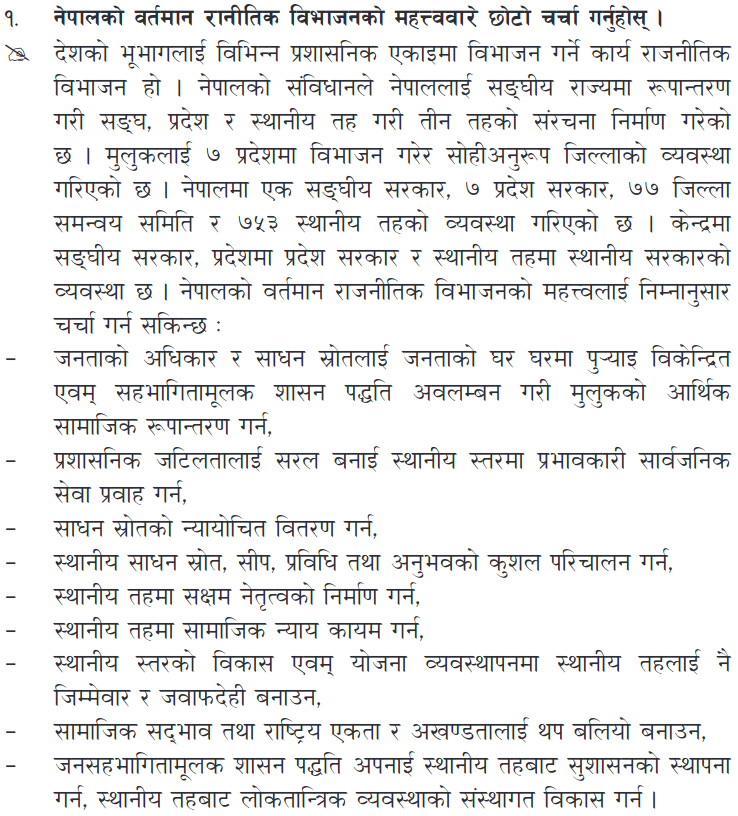 १. नेपालको वर्तमान रानीतिक विभाजनको महत्त्ववारे छोटो चर्चा गर्नुहोस् ।
देशको भूभागलाई विभिन्न प्रशासनिक एकाइमा विभाजन गर्ने कार्य राजनीतिक
विभाजन हो । नेपालको संविधानले नेपाललाई सङ्घीय राज्यमा रूपान्तरण
गरी सङ्घ, प्रदेश र स्थानीय तह गरी तीन तहको संरचना निर्माण गरेको
छ । मुलुकलाई ७ प्रदेशमा विभाजन गरेर सोहीअनुरूप जिल्लाको व्यवस्था
गरिएको छ । नेपालमा एक सङ्घीय सरकार, ७ प्रदेश सरकार, ७७ जिल्ला
समन्वय समिति र ७५३ स्थानीय तहको व्यवस्था गरिएको छ । केन्द्रमा
सङ्घीय सरकार, प्रदेशमा प्रदेश सरकार र स्थानीय तहमा स्थानीय सरकारको
व्यवस्था छ । नेपालको वर्तमान राजनीतिक विभाजनको महत्त्वलाई निम्नानुसार
चर्चा गर्न सकिन्छ :
– जनताको अधिकार र साधन स्रोतलाई जनताको घर घरमा पुऱ्याइ विकेन्द्रित
एवम् सहभागितामूलक शासन पद्धति अवलम्बन गरी मुलुकको आर्थिक
सामाजिक रूपान्तरण गर्न,
– प्रशासनिक जटिलतालाई सरल बनाई स्थानीय स्तरमा प्रभावकारी सार्वजनिक
सेवा प्रवाह गर्न,
– साधन स्रोतको न्यायोचित वितरण गर्न,
– स्थानीय साधन स्रोत, सीप, प्रविधि तथा अनुभवको कुशल परिचालन गर्न,
– स्थानीय तहमा सक्षम नेतृत्वको निर्माण गर्न,
– स्थानीय तहमा सामाजिक न्याय कायम गर्न,
– स्थानीय स्तरको विकास एवम् योजना व्यवस्थापनमा स्थानीय तहलाई नै
जिम्मेवार र जवाफदेही बनाउन,
– सामाजिक सद्‌भाव तथा राष्ट्रिय एकता र अखण्डतालाई थप बलियो बनाउन,
– जनसहभागितामूलक शासन पद्धति अपनाई स्थानीय तहबाट सुशासनको स्थापना
गर्न, स्थानीय तहबाट लोकतान्त्रिक व्यवस्थाको संस्थागत विकास गर्न ।